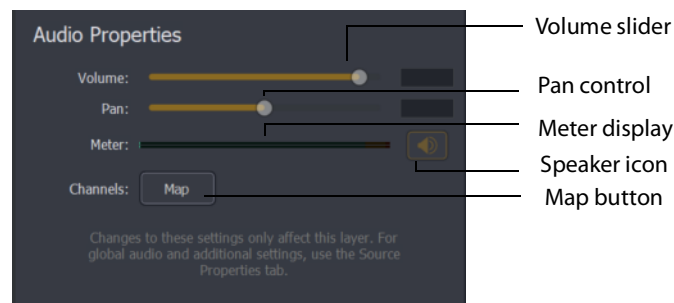 Audio Properties
Volume:
Pan:
Meter:
Channels:
Map
Changes to these settings only affect this layer. For
global audio and additional settings, use the Source
Properties tab.
Volume slider
Pan control
Meter display
Speaker icon
Map button